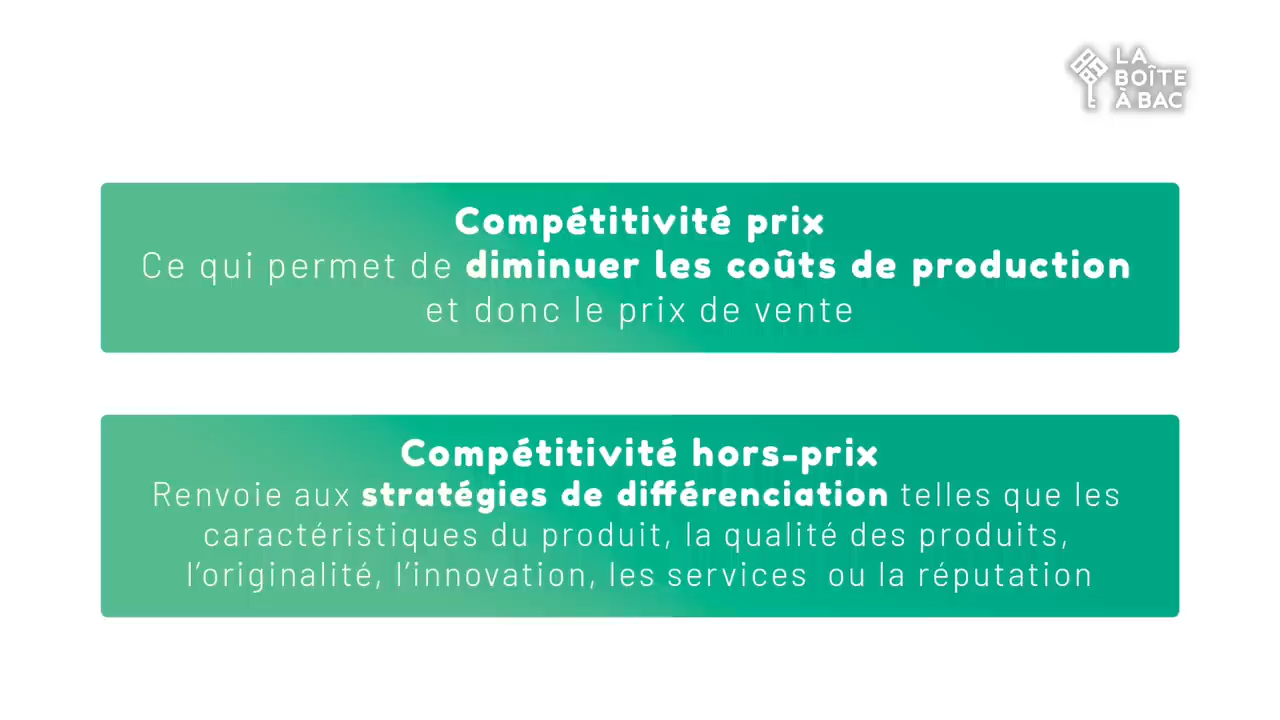 LA
BOÎTE
À BAC
Compétitivité prix
Ce qui permet de diminuer les coûts de production
et donc le prix de vente
Compétitivité hors-prix
Renvoie aux stratégies de différenciation telles que les
caractéristiques du produit, la qualité des produits,
l'originalité, l'innovation, les services ou la réputation